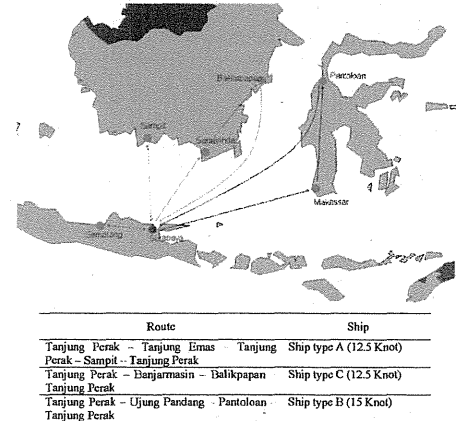 Pantoloan
Sampit
Makassar
Semarang
Route Ship
Tanjung Perak – Tanjung Emas – Tanjung Ship type A (12.5 Knot)
Perak – Sampit – Tanjung Perak
Tanjung Perak – Banjarmasin – Balikpapan Ship type C (12.5 Knot)
Tanjung Perak
Tanjung Perak – Ujung Pandang – Pantoloan Ship type B (15 Knot)
Tanjung Perak